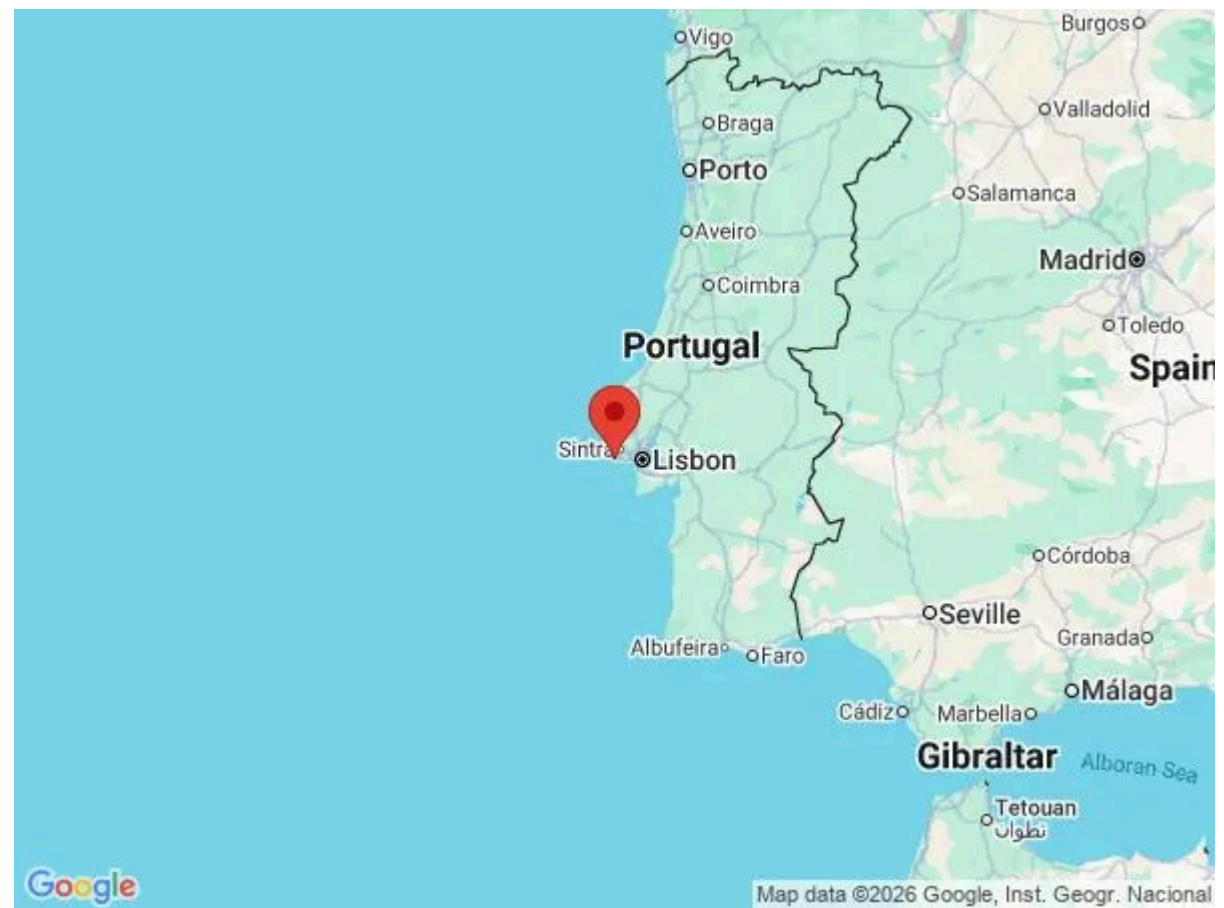 Burgos
Vigo
Valladolid
Braga
Porto
Salamanca
Aveiro
Madrid
Coimbra
Toledo
Portugal
Spain
Sintra
Lisbon
Córdoba
Seville
Granada
Albufeira
Faro
Málaga
Cádiz
Marbella
Gibraltar
Alboran Sea
Tetouan
تطوان
Google
Map data ©2026 Google, Inst. Geogr. Nacional